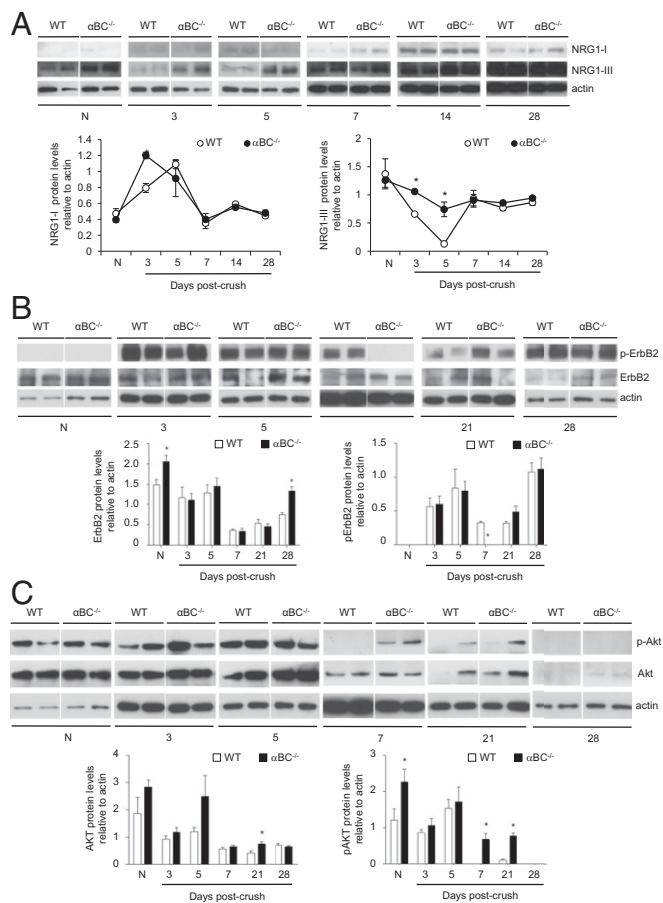 A
WT αBC-/- WT αBC-/- WT αBC-/- WT αBC-/- WT αBC-/- WT αBC-/-
NRG1-I
NRG1-III
actin
N 3 5 7 14 28
NRG1-I protein levels
relative to actin
1.4
1.2
1
0.8
0.6
0.4
0.2
0
WT αBC-/-
N 3 5 7 14 28
Days post-crush
NRG1-III protein levels
relative to actin
2
1.5
1
0.5
0
WT αBC-/-
* *
N 3 5 7 14 28
Days post-crush
B
WT αBC-/- WT αBC-/- WT αBC-/- WT αBC-/- WT αBC-/- WT αBC-/-
p-ErbB2
ErbB2
actin
N 3 5 7 21 28
ErbB2 protein levels
relative to actin
2.5
2.0
1.5
1.0
0.5
WT αBC-/-
* *
N 3 5 7 21 28
Days post-crush
pErbB2 protein levels
relative to actin
1.5
1.0
0.5
WT αBC-/-
*
N 3 5 7 21 28
Days post-crush
C
WT αBC-/- WT αBC-/- WT αBC-/- WT αBC-/- WT αBC-/- WT αBC-/-
p-Akt
Akt
actin
N 3 5 7 21 28
AKT protein levels
relative to actin
4
3
2
1
0
WT αBC-/-
*
N 3 5 7 21 28
Days post-crush
pAKT protein levels
relative to actin
3
2
1
0
WT αBC-/-
* * *
N 3 5 7 21 28
Days post-crush